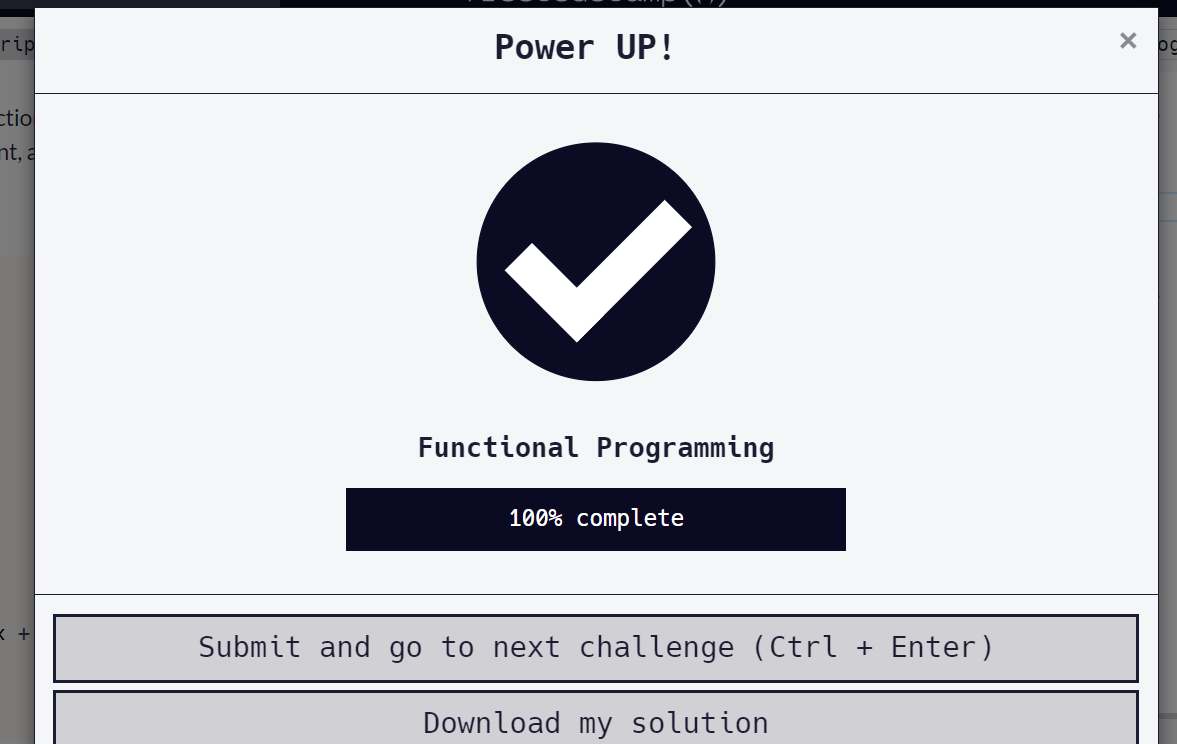 Power UP!
×
Functional Programming
100% complete
Submit and go to next challenge (Ctrl + Enter)
Download my solution